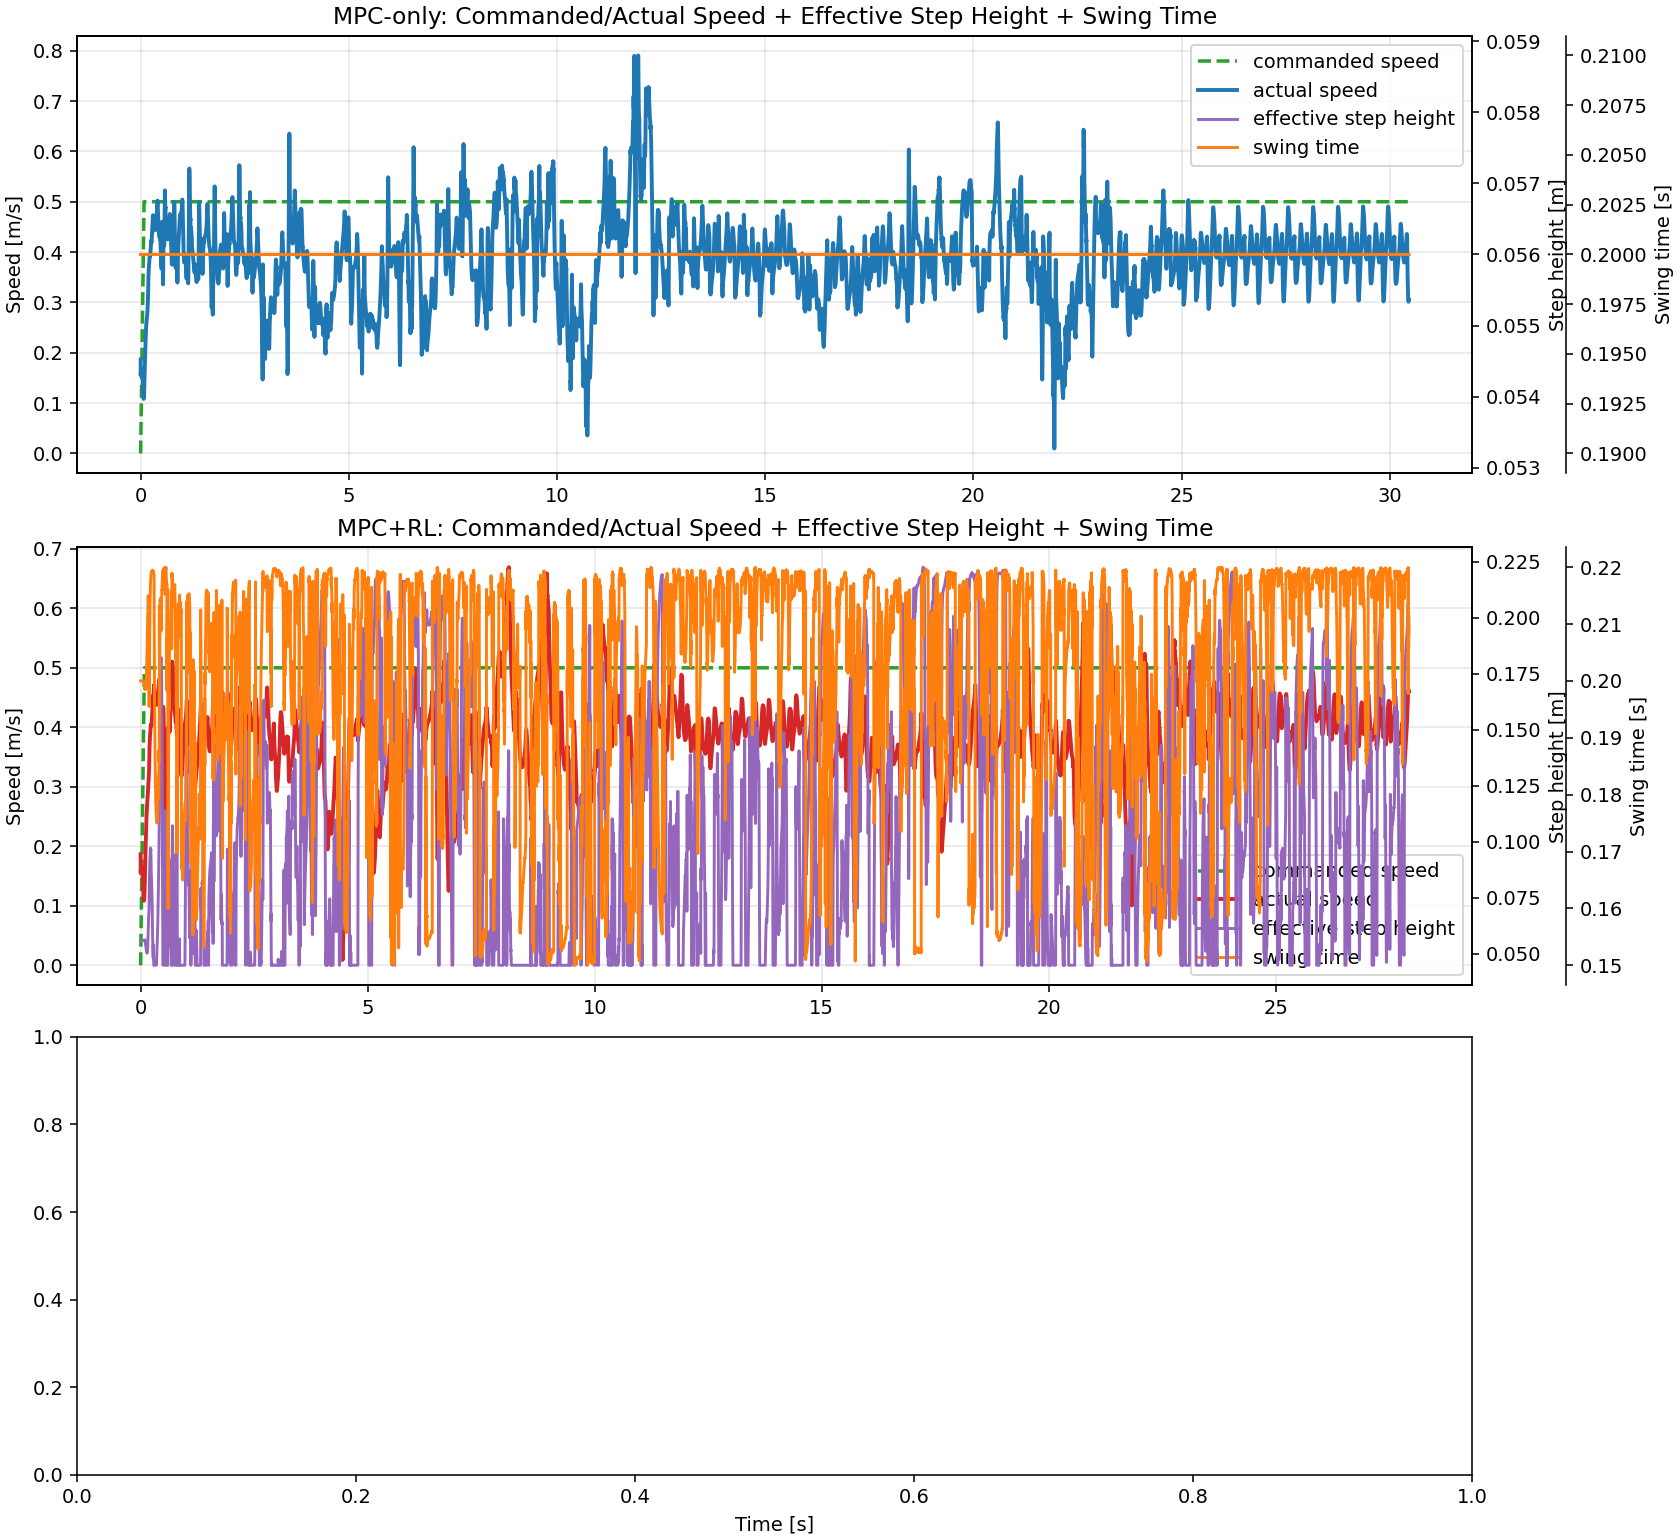 MPC-only: Commanded/Actual Speed + Effective Step Height + Swing Time
0.8
0.7
0.6
0.5
0.4
0.3
0.2
0.1
0.0
Speed [m/s]
commanded speed
actual speed
effective step height
swing time
0.059
0.058
0.057
0.056
0.055
0.054
0.053
Step height [m]
0.2100
0.2075
0.2050
0.2025
0.2000
0.1975
0.1950
0.1925
0.1900
Swing time [s]
0 5 10 15 20 25 30
MPC+RL: Commanded/Actual Speed + Effective Step Height + Swing Time
0.7
0.6
0.5
0.4
0.3
0.2
0.1
0.0
Speed [m/s]
commanded speed
actual speed
effective step height
swing time
0.225
0.200
0.175
0.150
0.125
0.100
0.075
0.050
Step height [m]
0.22
0.21
0.20
0.19
0.18
0.17
0.16
0.15
Swing time [s]
0 5 10 15 20 25
1.0
0.8
0.6
0.4
0.2
0.0
0.0 0.2 0.4 0.6 0.8 1.0
Time [s]